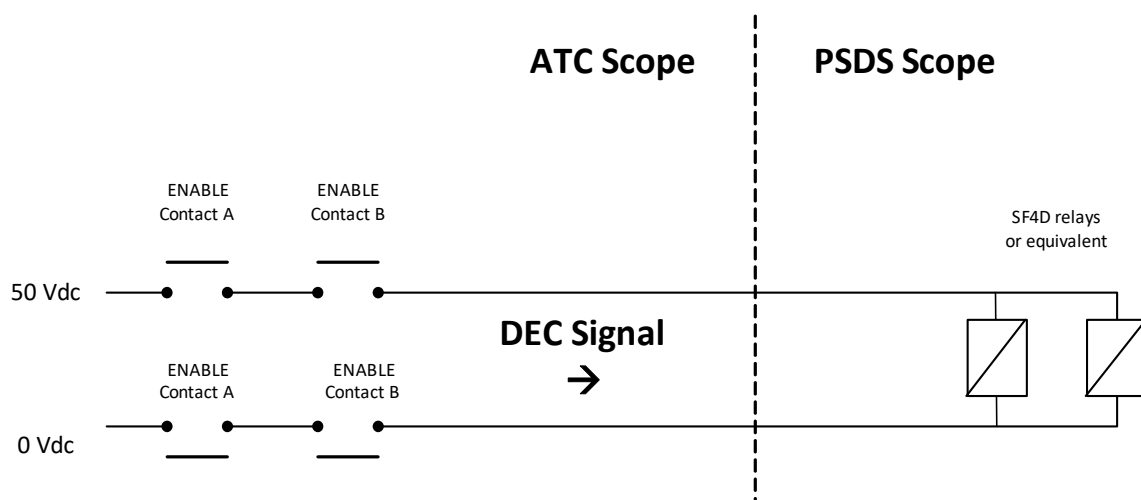 ATC Scope
PSDS Scope
ENABLE
Contact A
ENABLE
Contact B
SF4D relays
or equivalent
50 Vdc
DEC Signal
→
ENABLE
Contact A
ENABLE
Contact B
0 Vdc